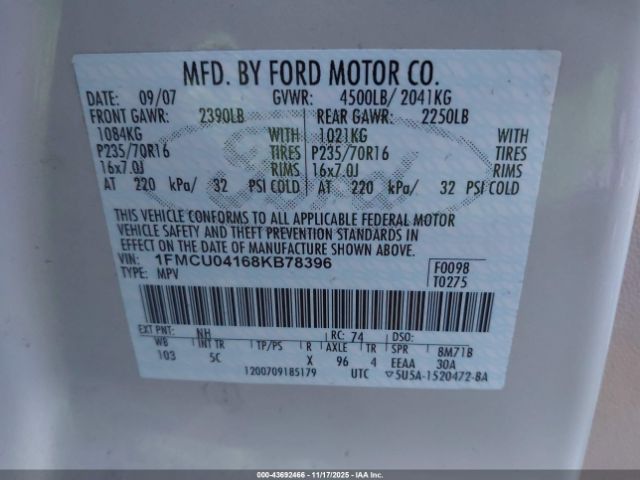 MFD. BY FORD MOTOR CO.
DATE: 09/07 GVWR: 4500LB/ 2041KG
FRONT GAWR: 2390LB REAR GAWR: 2250LB
1084KG WITH 1021KG WITH
P235/70R16 TIRES P235/70R16 TIRES
16x7.0J RIMS 16x7.0J RIMS
AT 220 kPa/ 32 PSI COLD AT 220 kPa/ 32 PSI COLD
Ford
THIS VEHICLE CONFORMS TO ALL APPLICABLE FEDERAL MOTOR
VEHICLE SAFETY AND THEFT PREVENTION STANDARDS IN
EFFECT ON THE DATE OF MANUFACTURE SHOWN ABOVE.
VIN: 1FMCU04168KB78396 F0098
TYPE: MPV T0275
EXT PNT: NH RC: 74 DSO:
WB INT TR TP/PS R AXLE TR SPR 8M71B
103 5C X 96 4 EEAA 30A
1200709185179 UTC ▽5U5A-1520472-BA
000-43692466 - 11/17/2025 - IAAI.COM